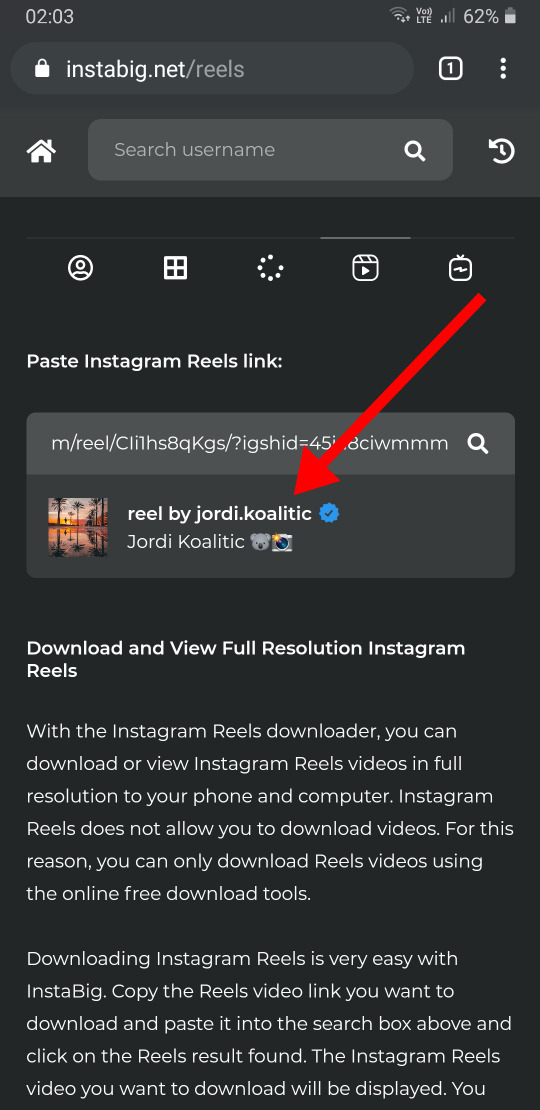 02:03
Vo)) LTE 62%
instabig.net/reels
1
Search username
Paste Instagram Reels link:
m/reel/CIi1hs8qKgs/?igshid=45 8ciwmmm
reel by jordi.koalitic
Jordi Koalitic 🐨📸
Download and View Full Resolution Instagram
Reels
With the Instagram Reels downloader, you can
download or view Instagram Reels videos in full
resolution to your phone and computer. Instagram
Reels does not allow you to download videos. For this
reason, you can only download Reels videos using
the online free download tools.
Downloading Instagram Reels is very easy with
InstaBig. Copy the Reels video link you want to
download and paste it into the search box above and
click on the Reels result found. The Instagram Reels
video you want to download will be displayed. You